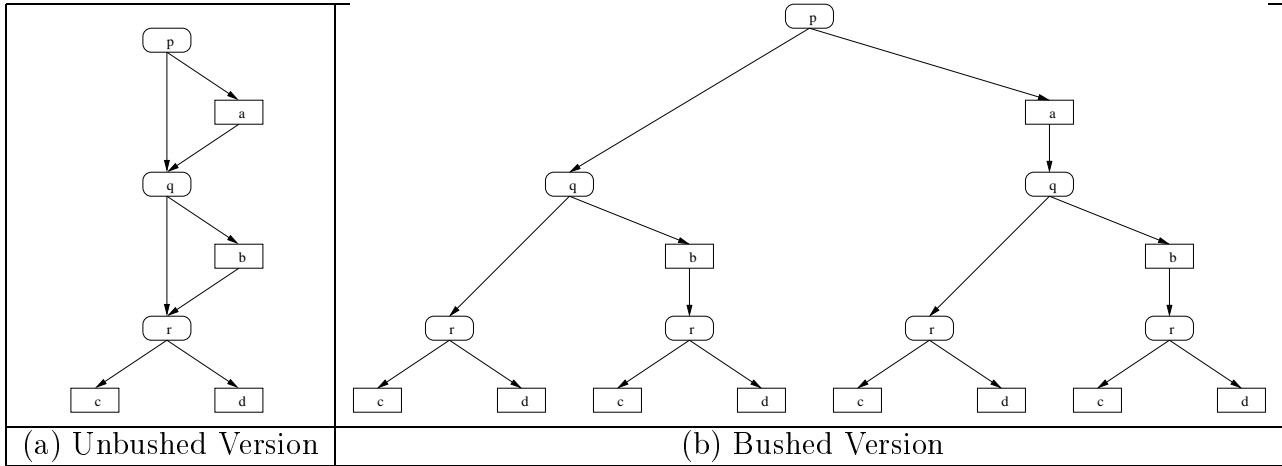 p
a
q
b
r
c d
(a) Unbushed Version
p
a
q q
b b
r r r r
c d c d c d c d
(b) Bushed Version